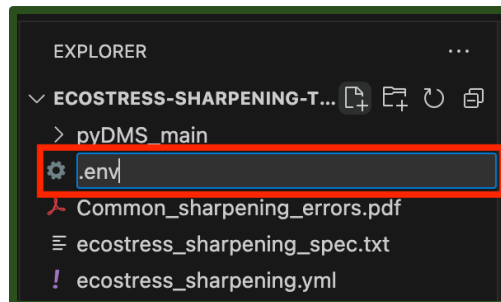 EXPLORER ...
ECOSTRESS-SHARPENING-T...
pyDMS_main
.env
Common_sharpening_errors.pdf
ecostress_sharpening_spec.txt
! ecostress_sharpening.yml